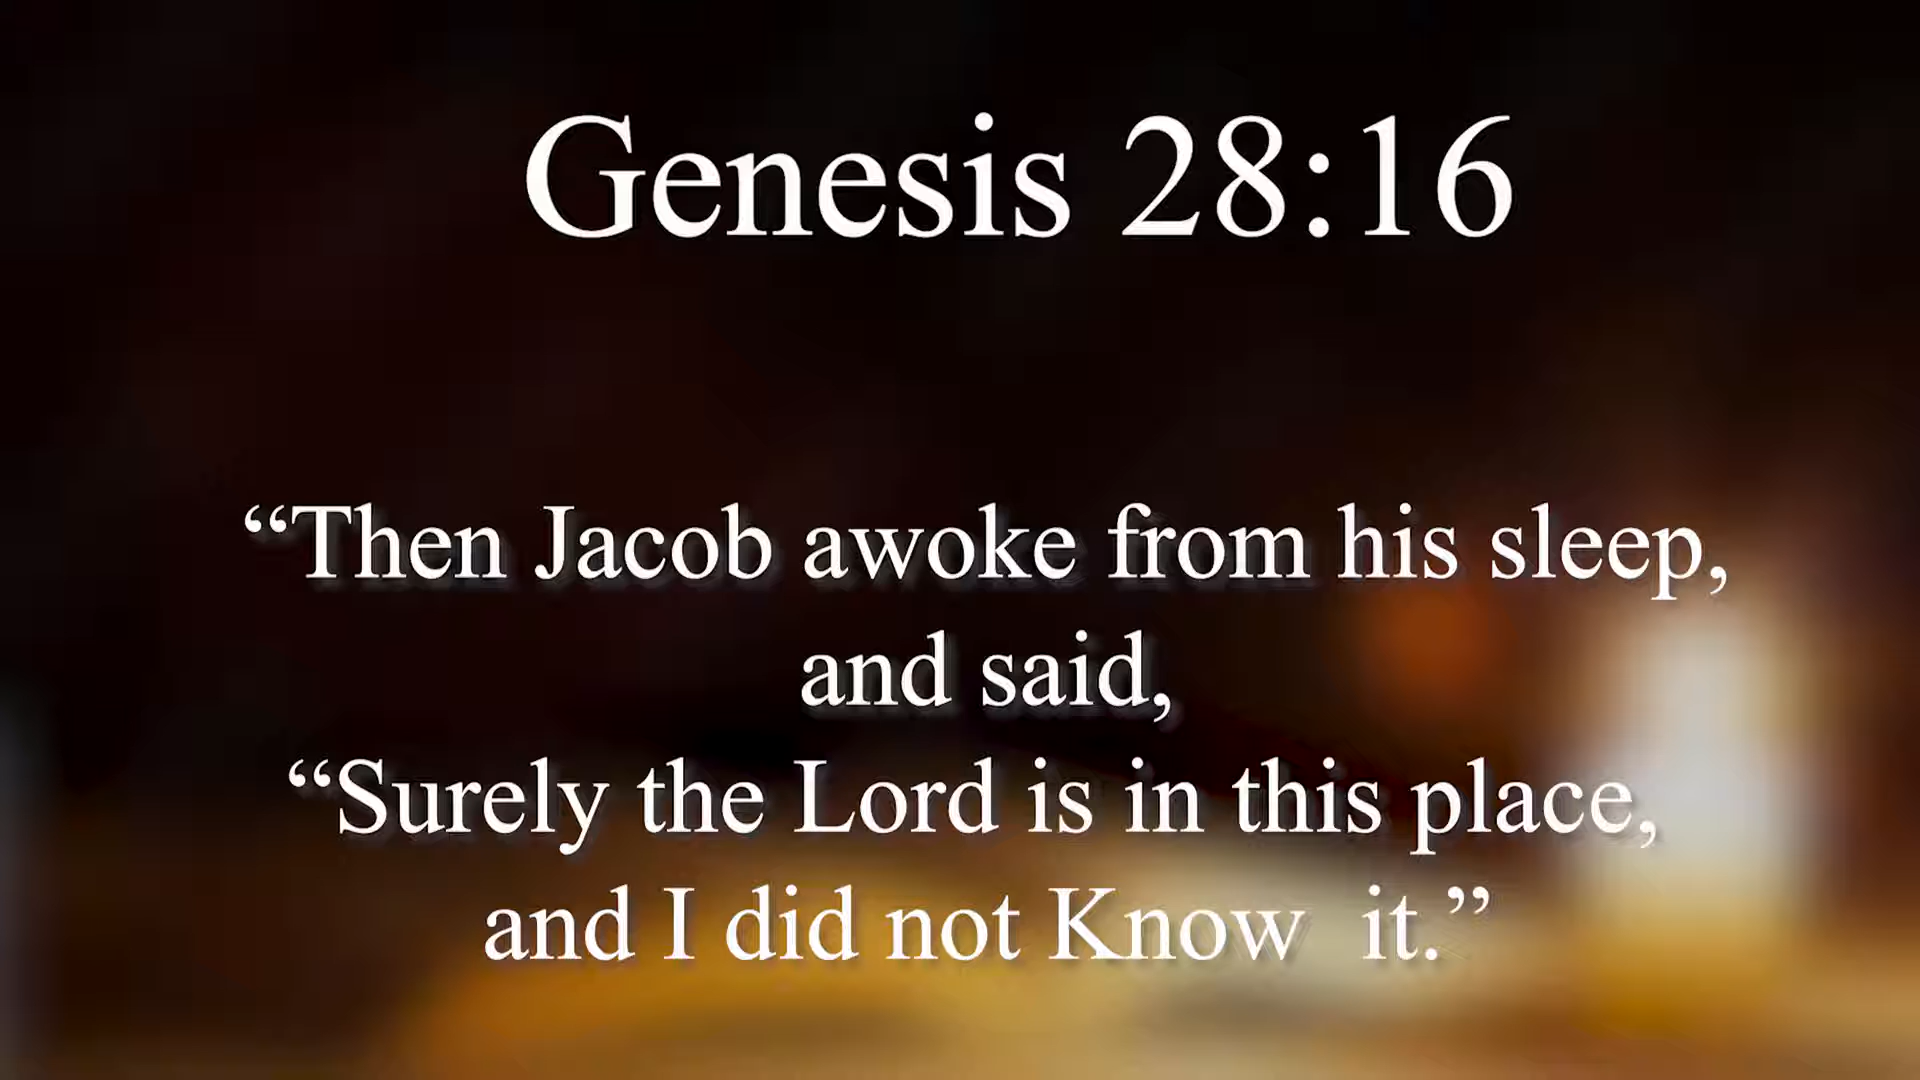 Genesis 28:16
“Then Jacob awoke from his sleep,
and said,
“Surely the Lord is in this place,
and I did not Know  it.”